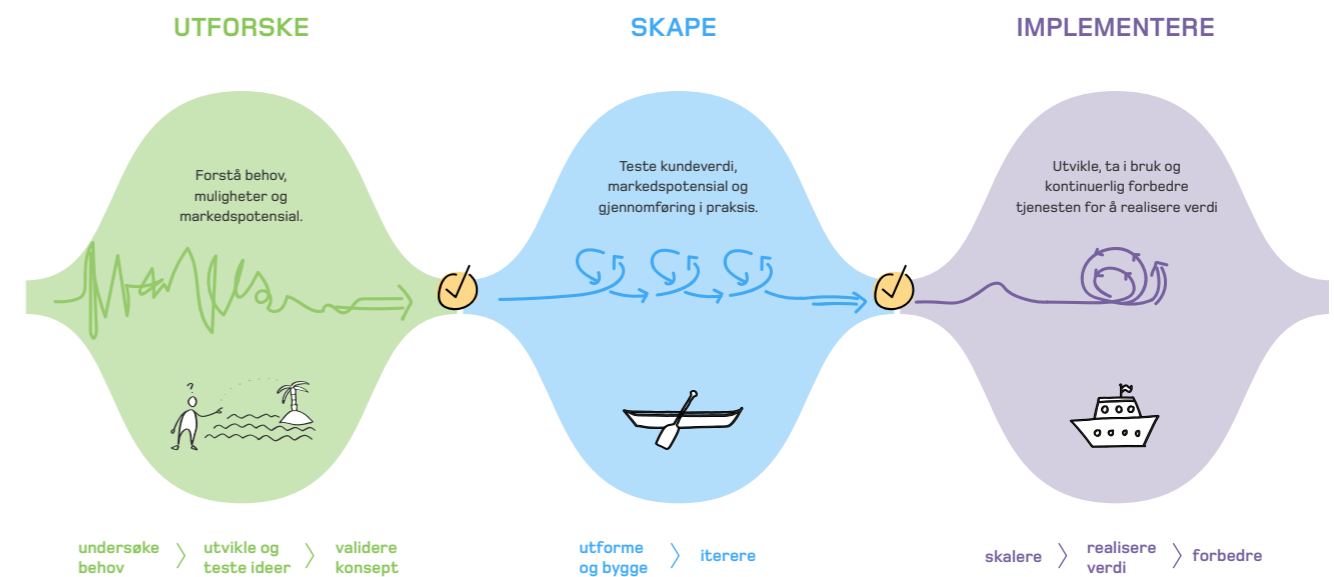 UTFORSKE
SKAPE
IMPLEMENTERE
Forstå behov,
muligheter og
markedspotensial.
Teste kundeverdi,
markedspotensial og
gjennomføring i praksis.
Utvikle, ta i bruk og
kontinuerlig forbedre
tjenesten for å realisere verdi
?
undersøke
behov
utvikle og
teste ideer
validere
konsept
utforme
og bygge
iterere
skalere
realisere
verdi
forbedre